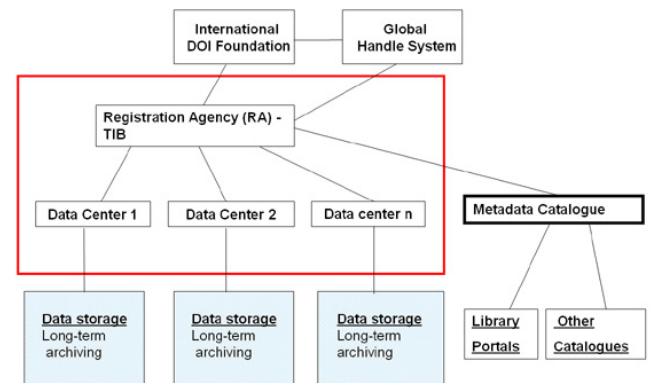 International
DOI Foundation
Global
Handle System
Registration Agency (RA) -
TIB
Data Center 1
Data Center 2
Data center n
Metadata Catalogue
Data storage
Long-term
archiving
Data storage
Long-term
archiving
Data storage
Long-term
archiving
Library
Portals
Other
Catalogues